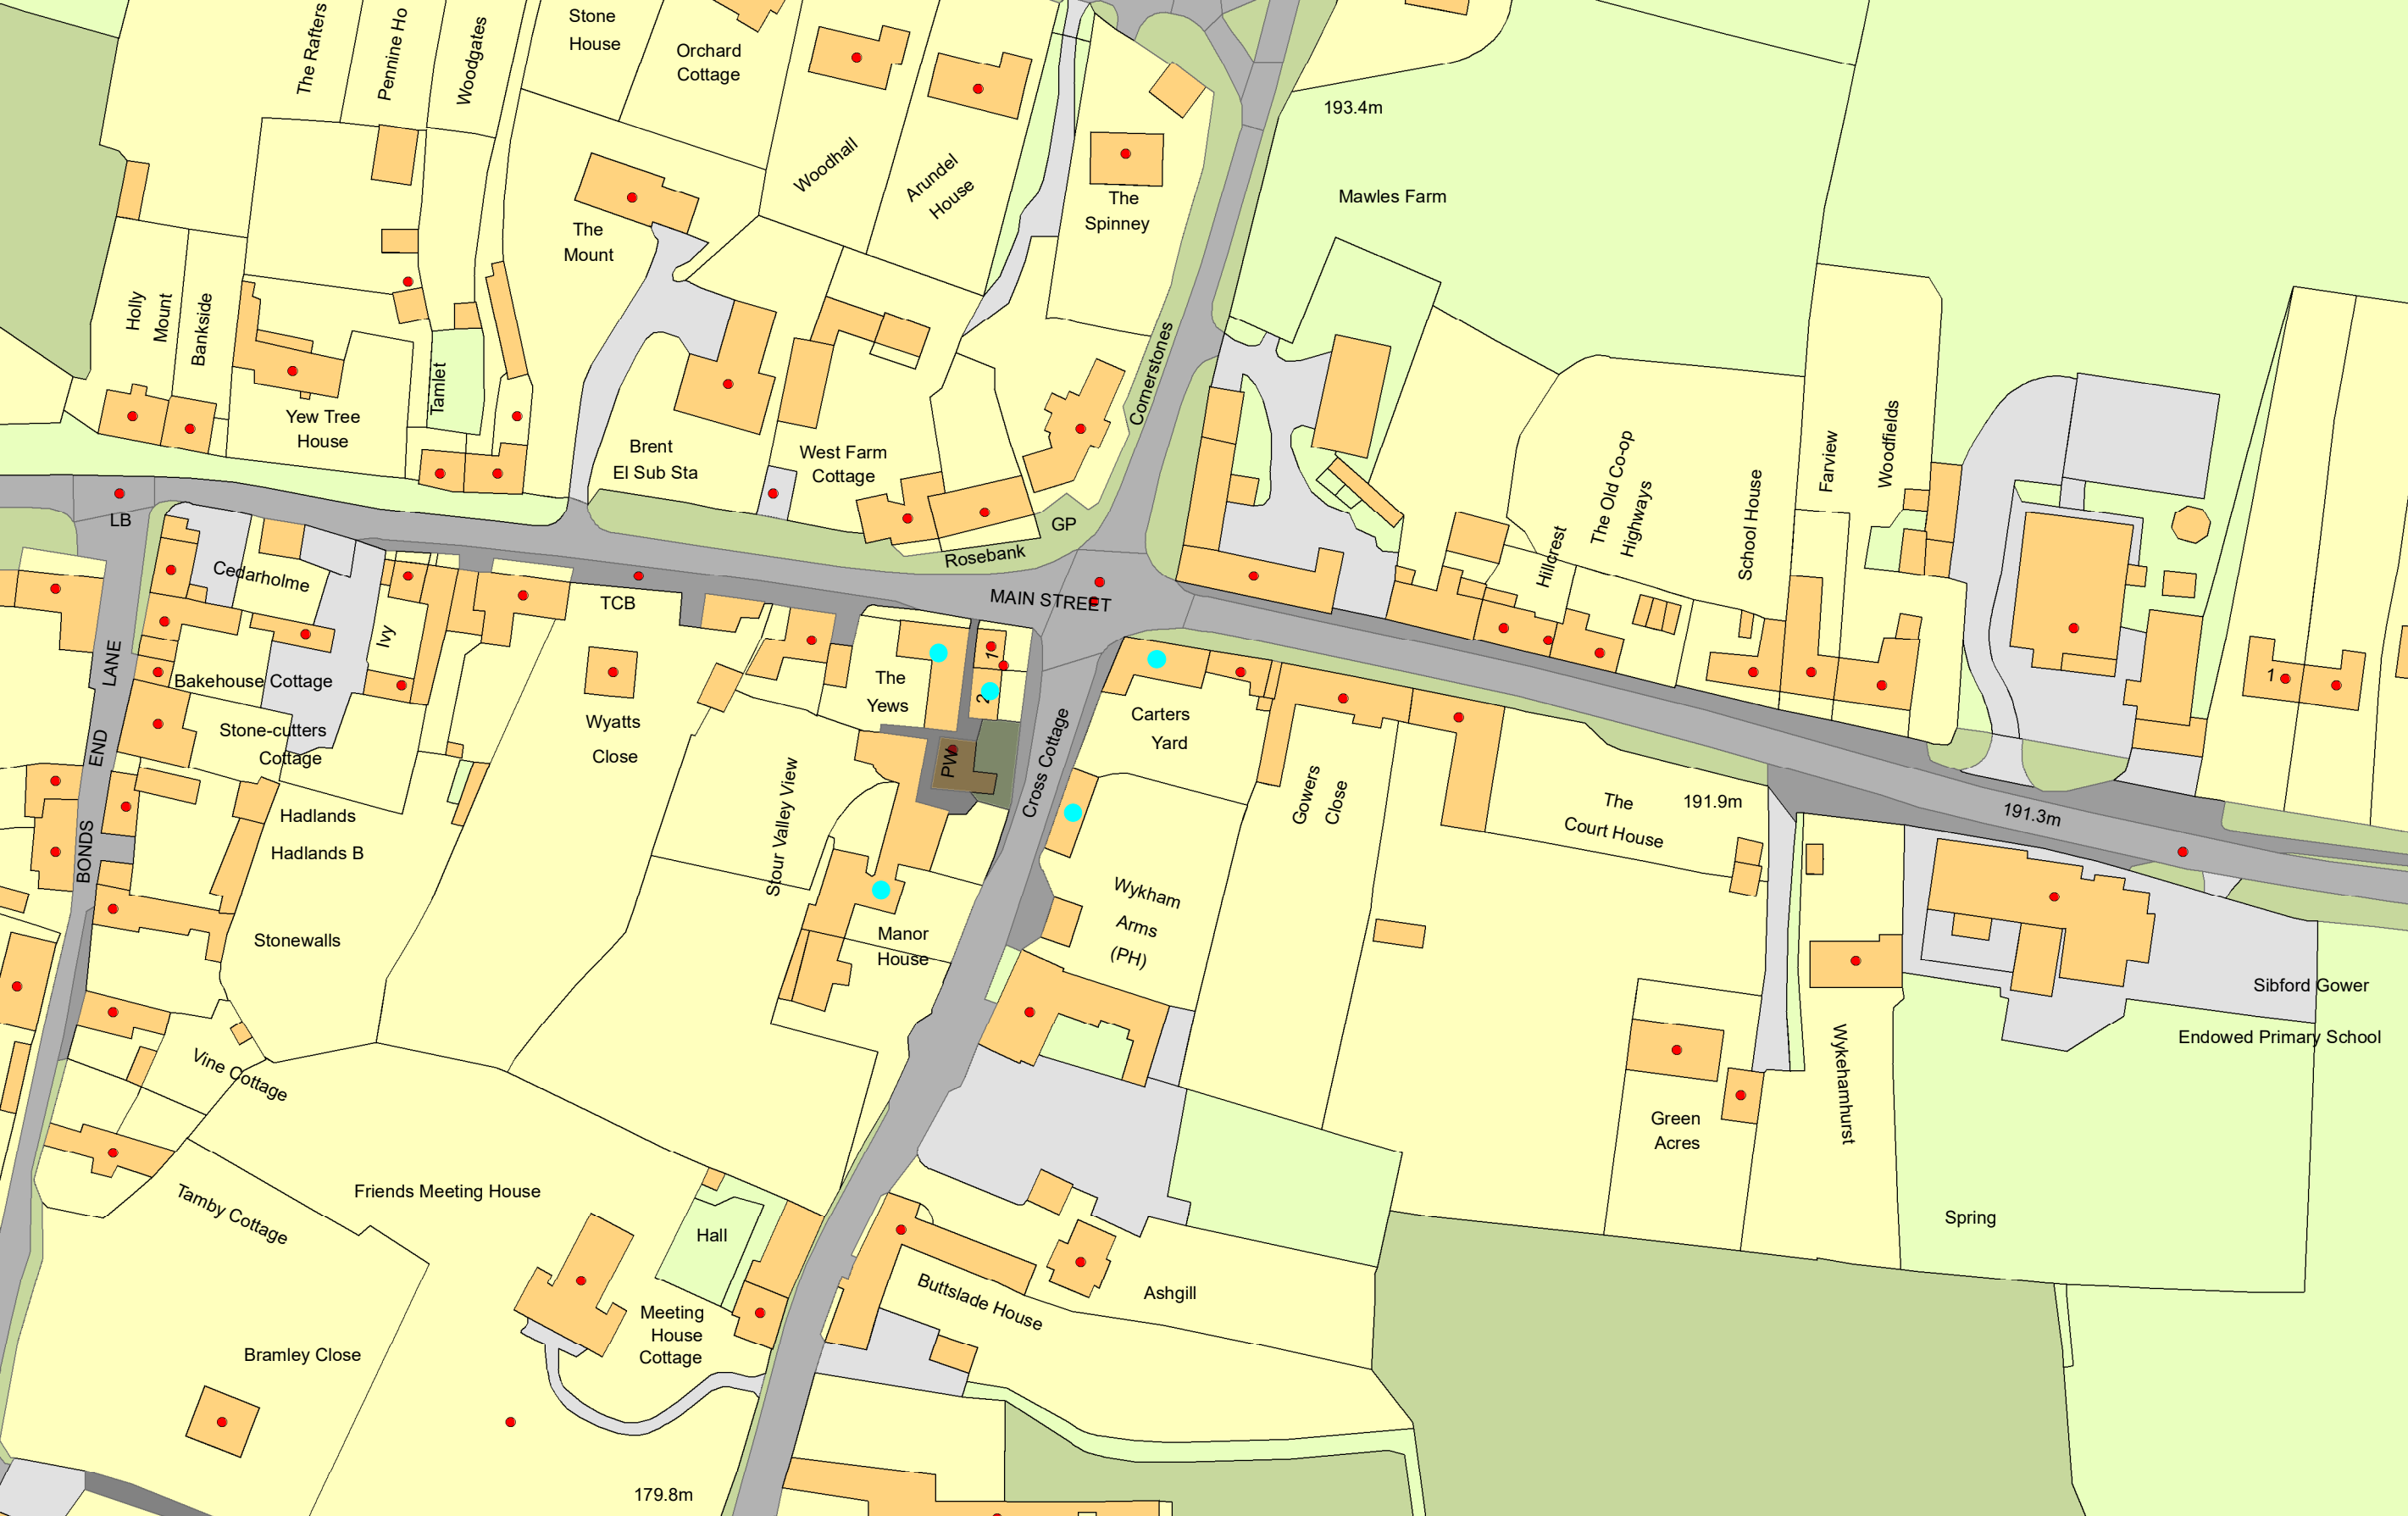 The Rafters
Pennine Ho
Woodgates
Stone
House
Orchard
Cottage
Woodhall
Arundel
House
The
Spinney
193.4m
Mawles Farm
The
Mount
Holly
Mount
Bankside
Yew Tree
House
Tamlet
Brent
El Sub Sta
West Farm
Cottage
Cornerstones
GP
Rosebank
The Old Co-op
Highways
Hillcrest
School House
Farview
Woodfields
LB
Cedarholme
Ivy
TCB
MAIN STREET
BONDS END LANE
Bakehouse Cottage
Stone-cutters
Cottage
Wyatts
Close
The
Yews
1
2
PW
Cross Cottage
Carters
Yard
Gowers
Close
The
Court House
191.9m
191.3m
1
Hadlands
Hadlands B
Stour Valley View
Stonewalls
Manor
House
Wykham
Arms
(PH)
Sibford Gower
Endowed Primary School
Vine Cottage
Green
Acres
Wykehamhurst
Friends Meeting House
Tamby Cottage
Hall
Spring
Meeting
House
Cottage
Buttslade House
Ashgill
Bramley Close
179.8m